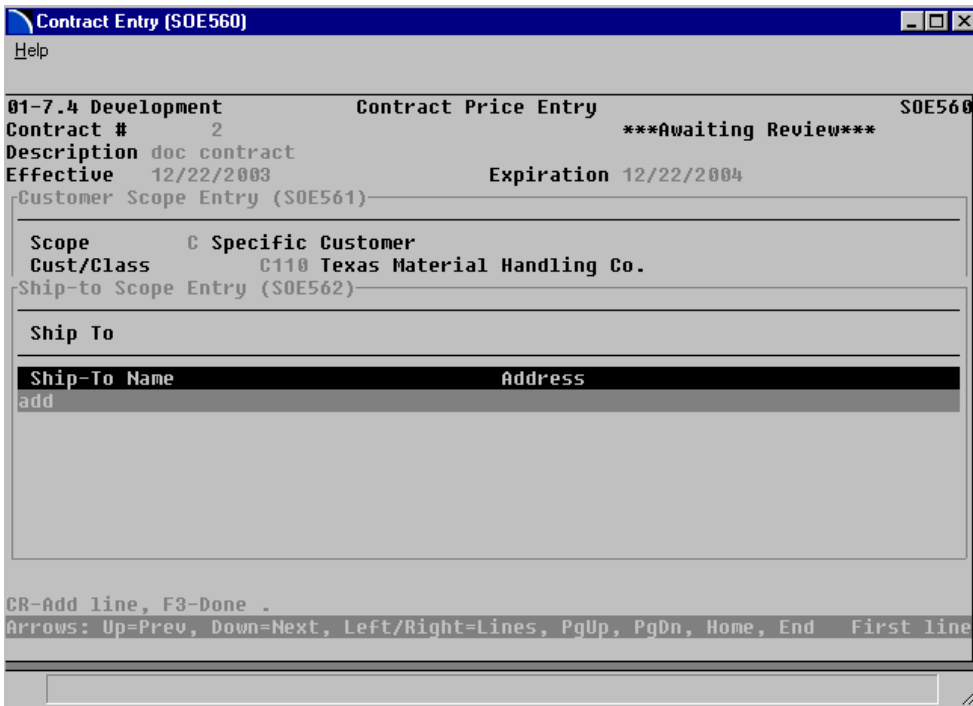 Contract Entry (SOE560)
Help
01-7.4 Development Contract Price Entry SOE560
Contract # 2 ***Awaiting Review***
Description doc contract
Effective 12/22/2003 Expiration 12/22/2004
Customer Scope Entry (SOE561)
Scope C Specific Customer
Cust/Class C110 Texas Material Handling Co.
Ship-to Scope Entry (SOE562)
Ship To
Ship-To Name Address
add
CR-Add line, F3-Done .
Arrows: Up=Prev, Down=Next, Left/Right=Lines, PgUp, PgDn, Home, End First line